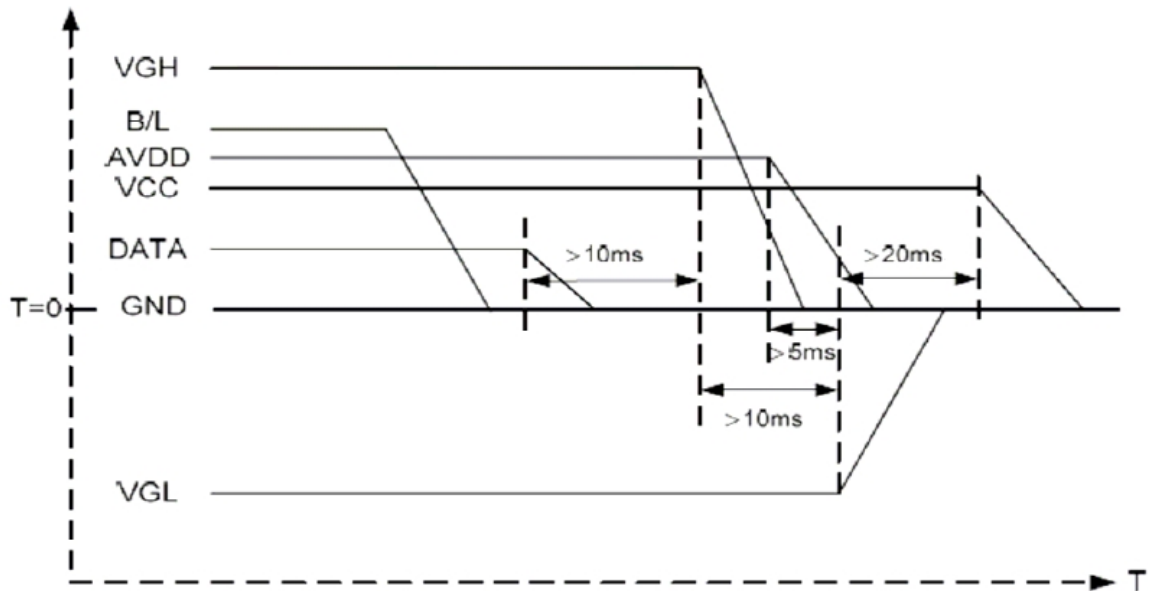 VGH
B/L
AVDD
VCC
DATA
>10ms
>20ms
T=0
GND
>5ms
>10ms
VGL
T